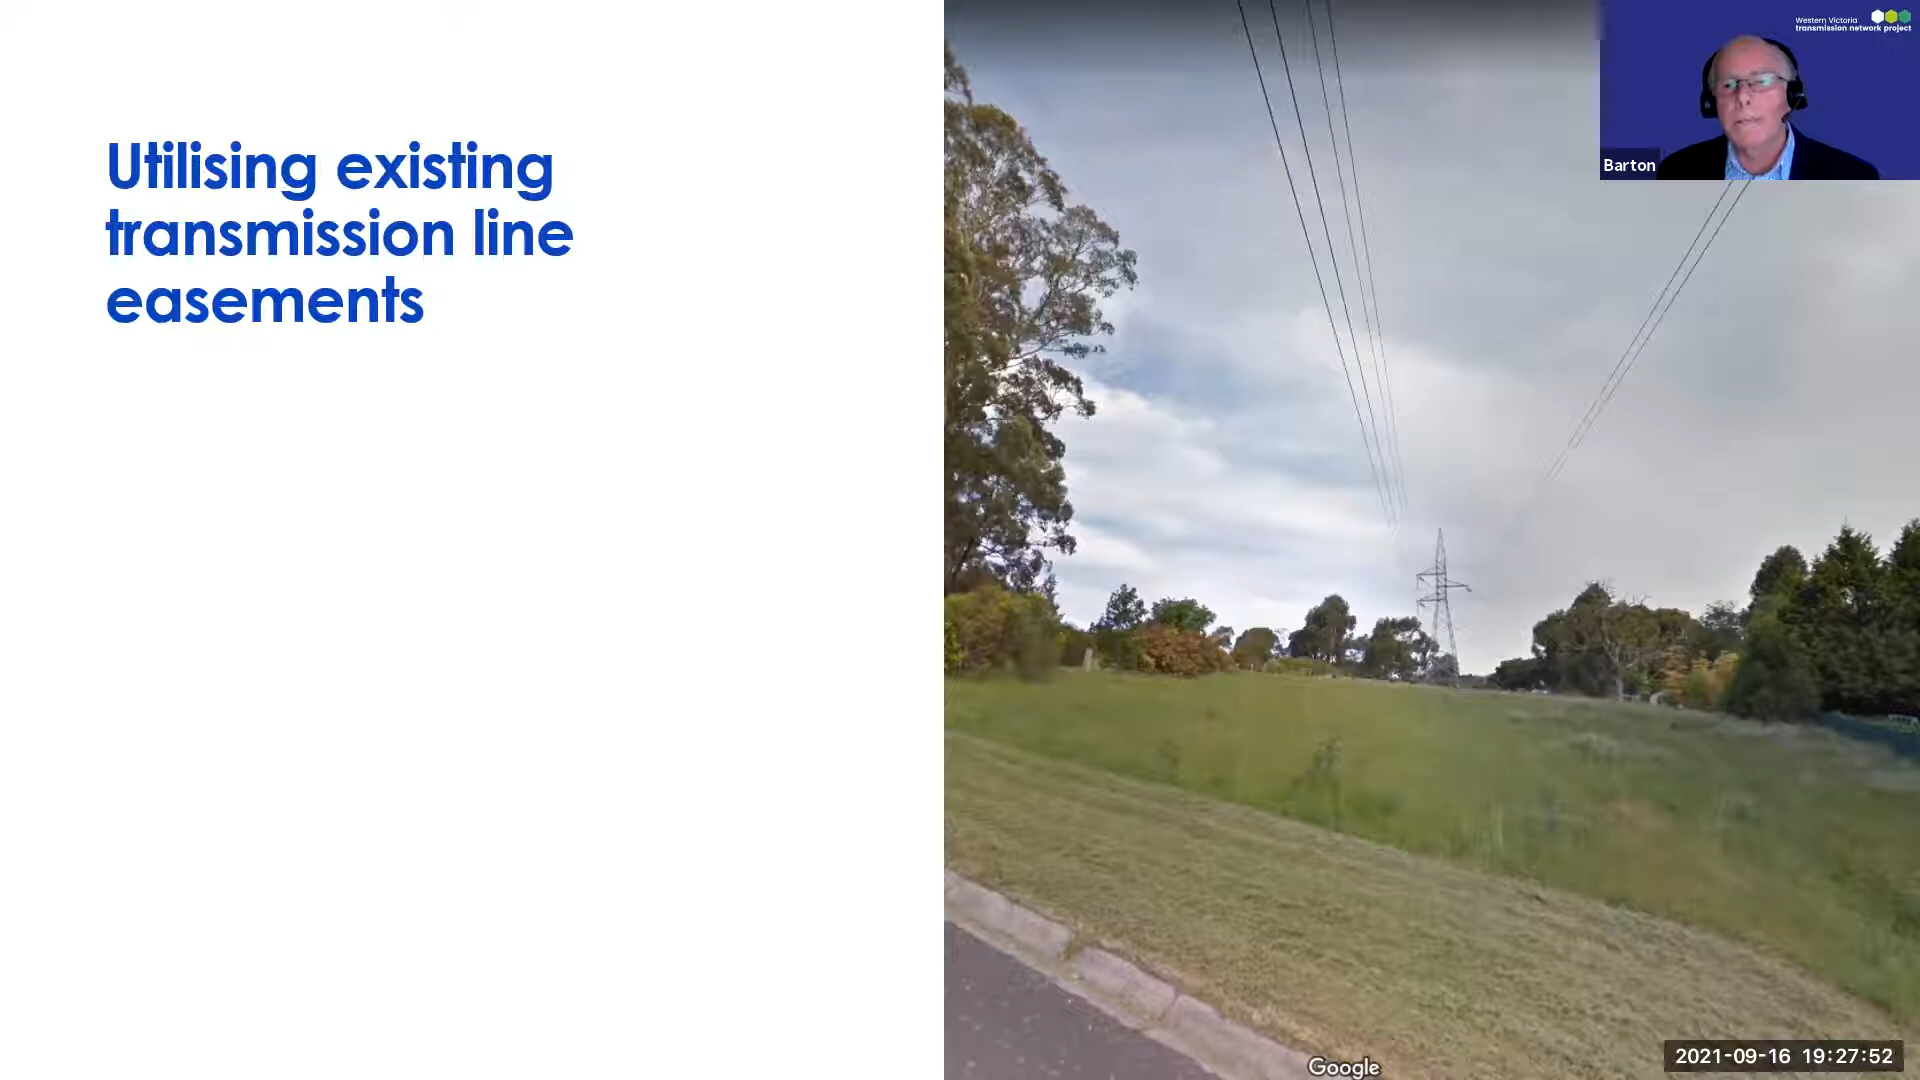 Utilising existing
transmission line
easements
Western Victoria
transmission network project
Barton
Google
2021-09-16 19:27:52